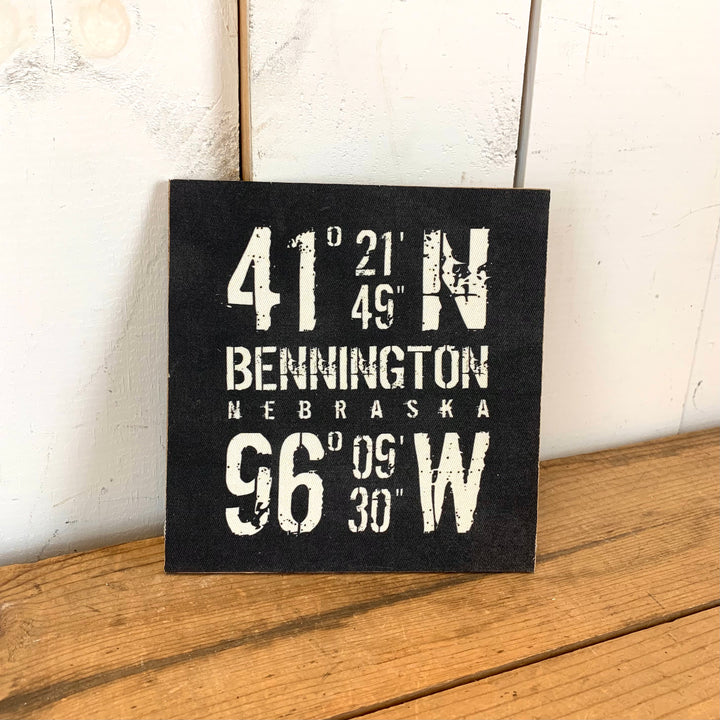 41° 21' 49" N
BENNINGTON
NEBRASKA
96° 09' 30" W